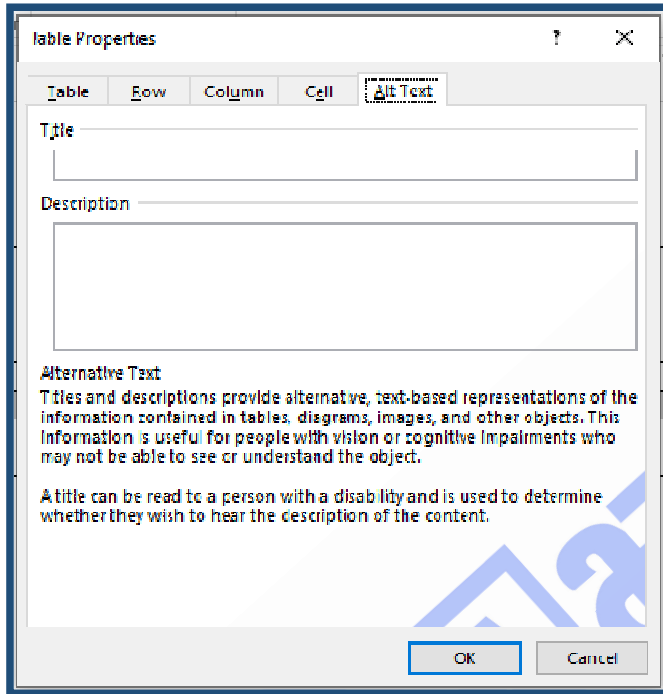 Table Properties ?
Table Row Column Cell Alt Text
Title
Description
Alternative Text
Titles and descriptions provide alternative, text-based representations of the
information contained in tables, diagrams, images, and other objects. This
information is useful for people with vision or cognitive impairments who
may not be able to see or understand the object.
A title can be read to a person with a disability and is used to determine
whether they wish to hear the description of the content.
OK Cancel